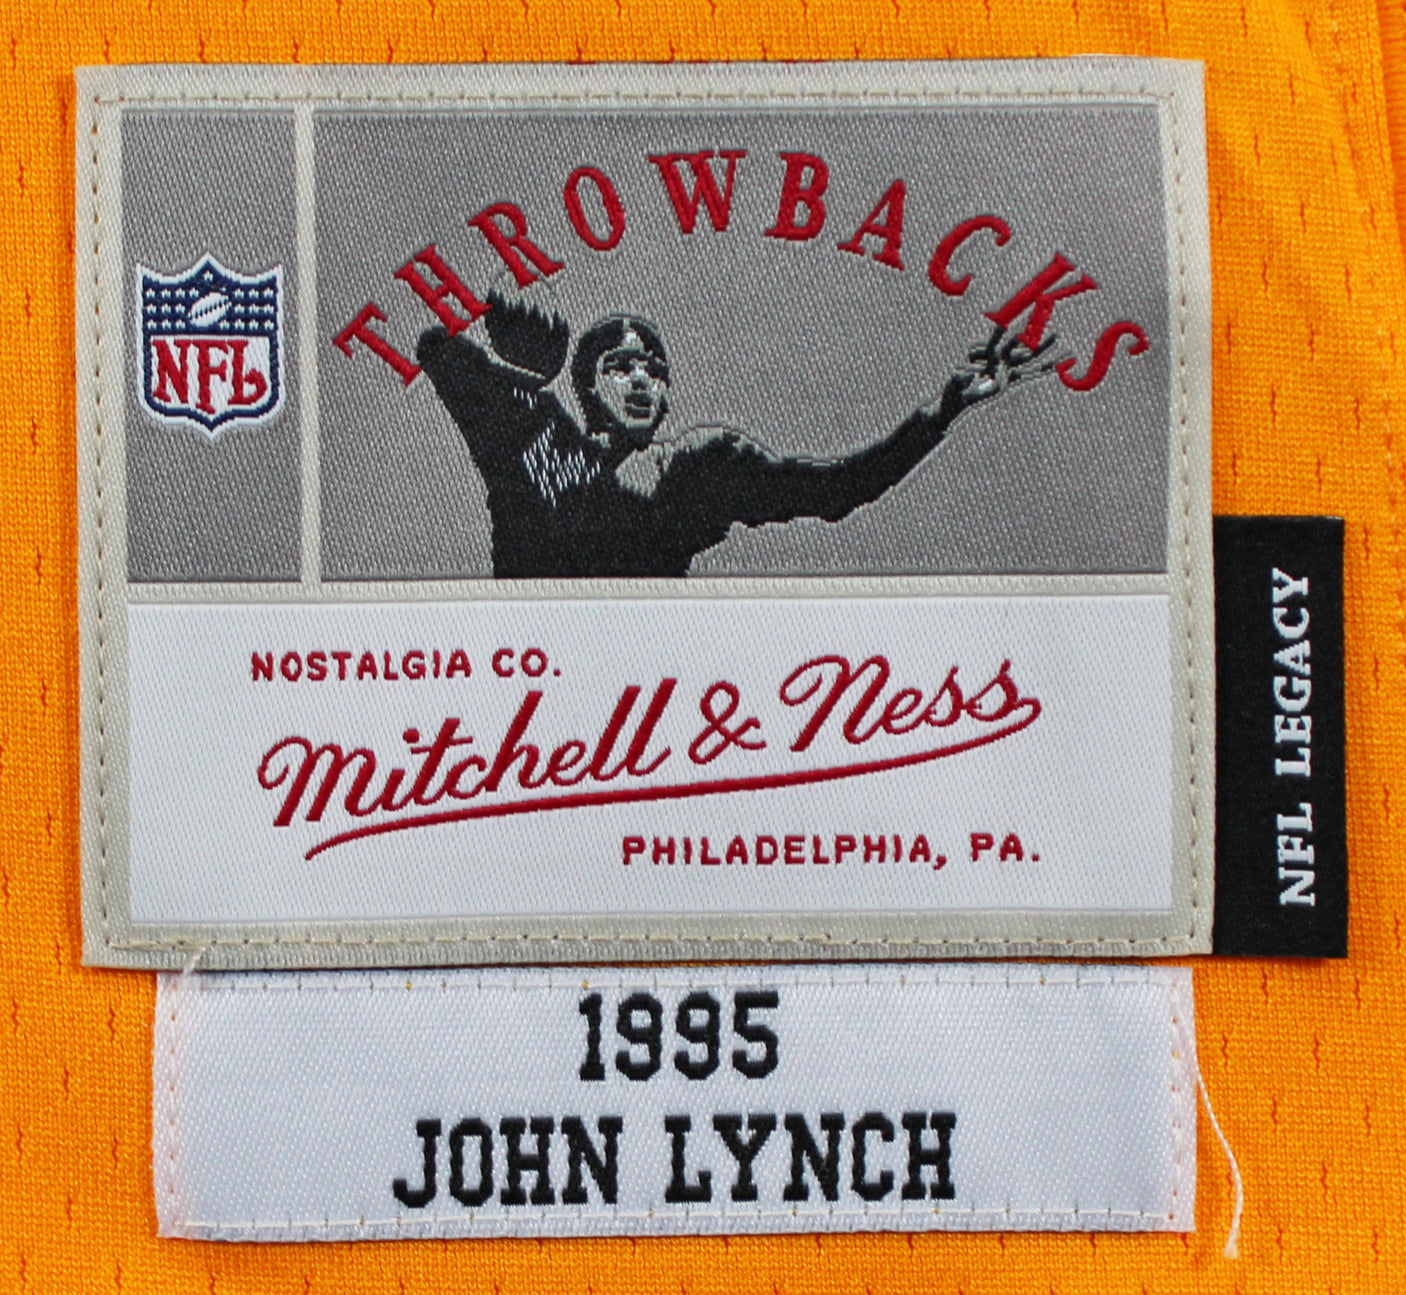 THROWBACKS
NFL
NOSTALGIA CO.
Mitchell & Ness
PHILADELPHIA, PA.
NFL LEGACY
1995
JOHN LYNCH